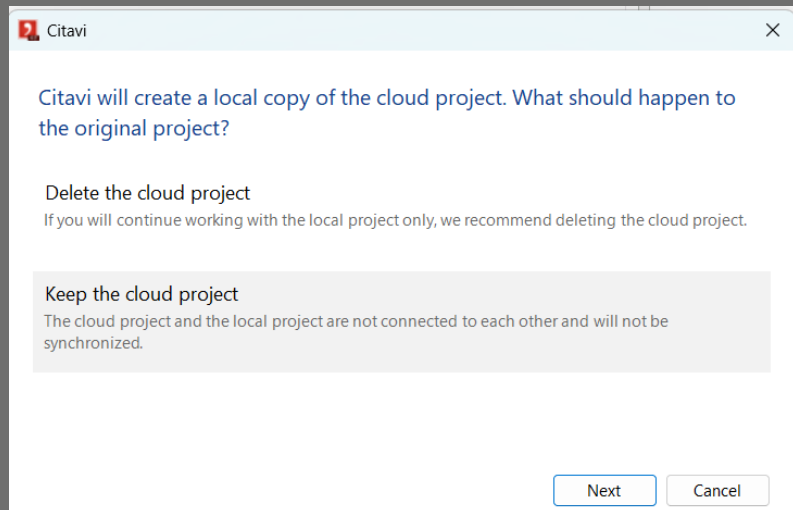 Citavi
Citavi will create a local copy of the cloud project. What should happen to
the original project?
Delete the cloud project
If you will continue working with the local project only, we recommend deleting the cloud project.
Keep the cloud project
The cloud project and the local project are not connected to each other and will not be
synchronized.
Next Cancel